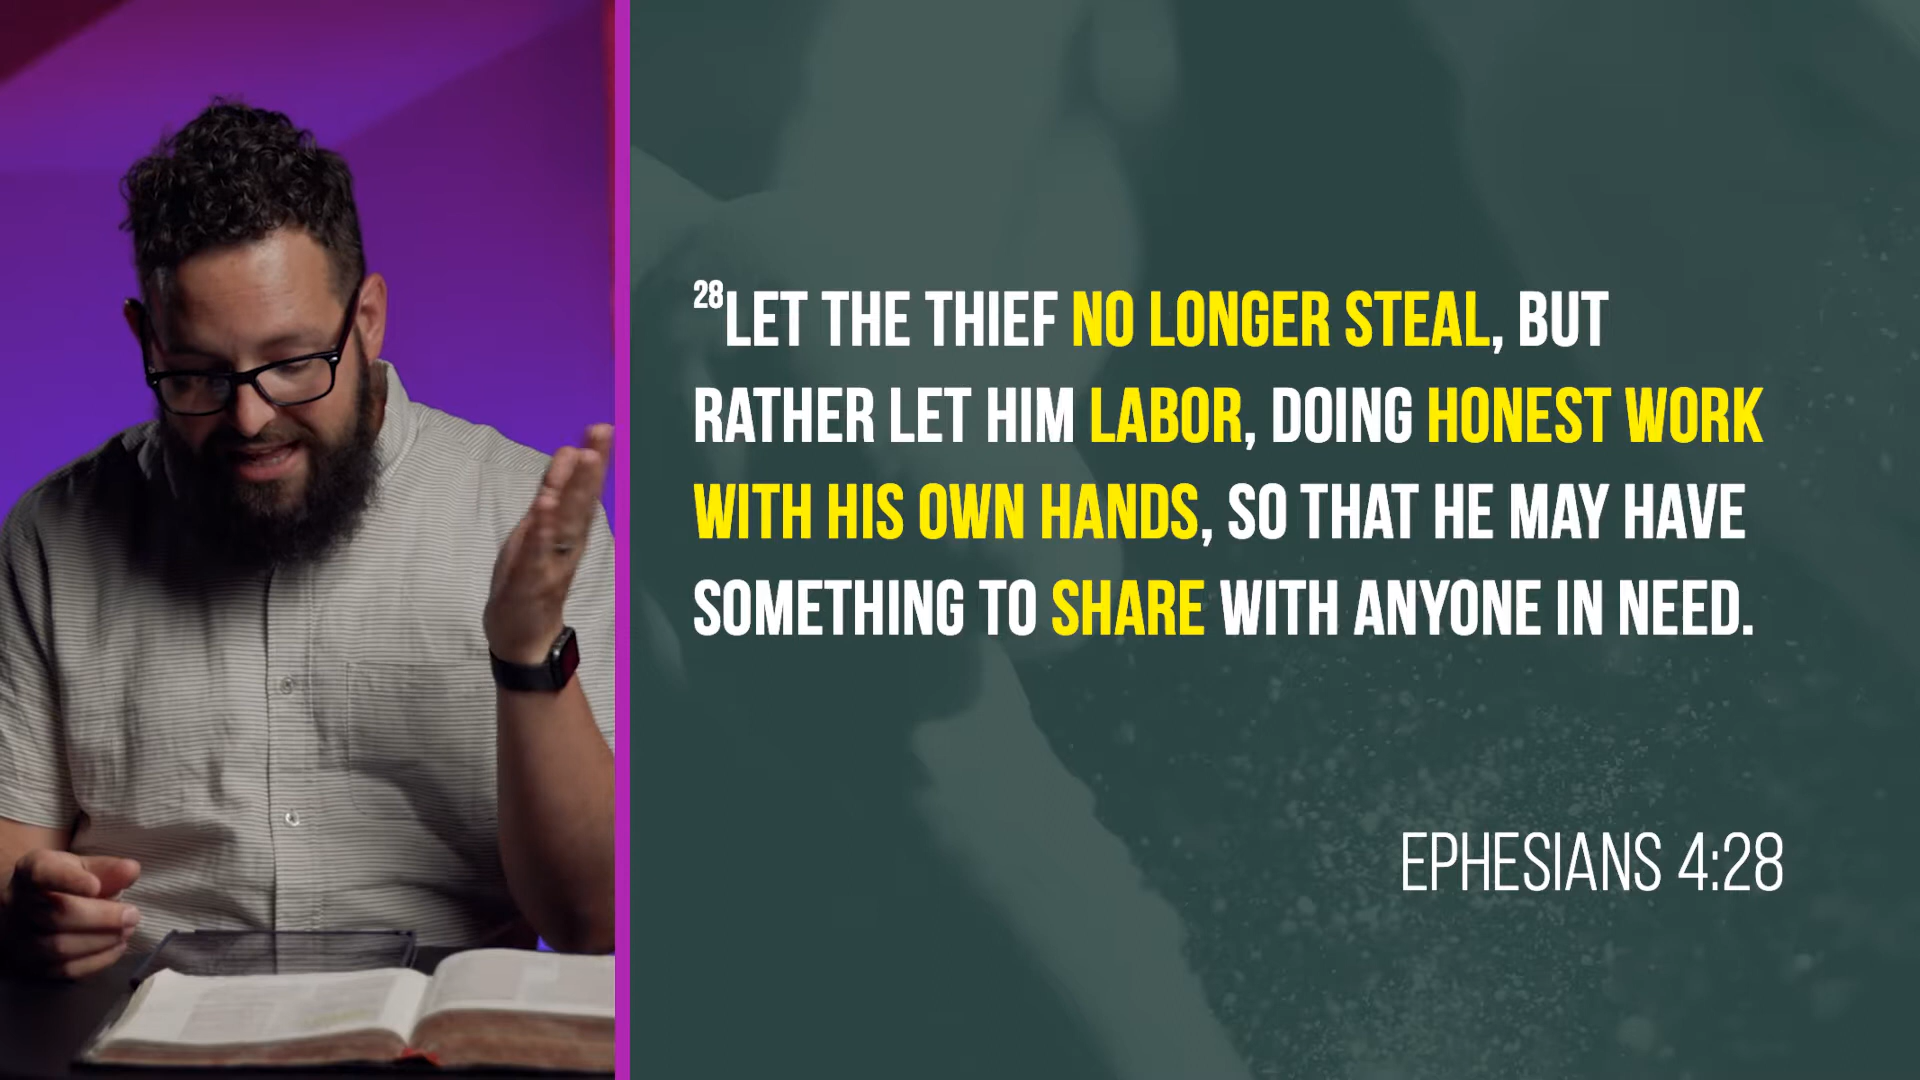 28LET THE THIEF NO LONGER STEAL, BUT
RATHER LET HIM LABOR, DOING HONEST WORK
WITH HIS OWN HANDS, SO THAT HE MAY HAVE
SOMETHING TO SHARE WITH ANYONE IN NEED.
EPHESIANS 4:28